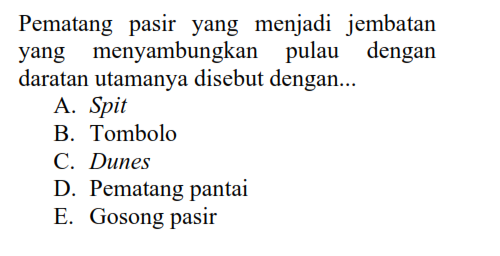 Pematang pasir yang menjadi jembatan
yang menyambungkan pulau dengan
daratan utamanya disebut dengan...
A. Spit
B. Tombolo
C. Dunes
D. Pematang pantai
E. Gosong pasir